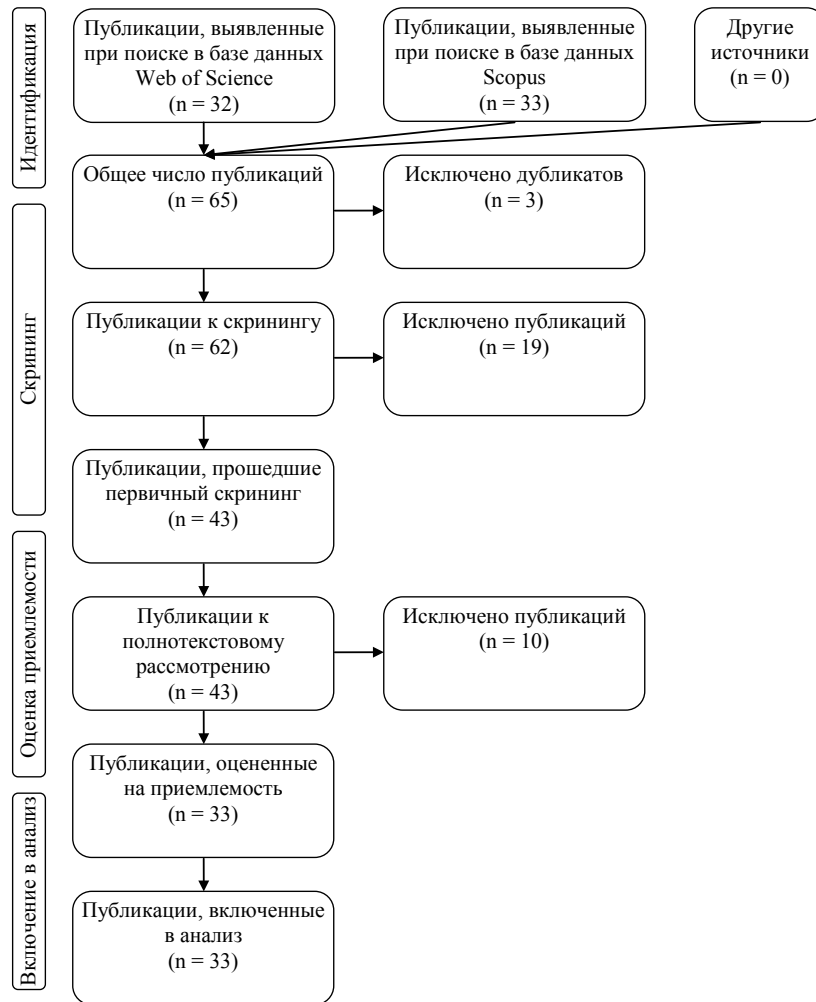 Идентификация
Публикации, выявленные
при поиске в базе данных
Web of Science
(n = 32)
Публикации, выявленные
при поиске в базе данных
Scopus
(n = 33)
Другие
источники
(n = 0)
Общее число публикаций
(n = 65)
Исключено дубликатов
(n = 3)
Скрининг
Публикации к скринингу
(n = 62)
Исключено публикаций
(n = 19)
Публикации, прошедшие
первичный скрининг
(n = 43)
Оценка приемлемости
Публикации к
полнотекстовому
рассмотрению
(n = 43)
Исключено публикаций
(n = 10)
Публикации, оцененные
на приемлемость
(n = 33)
Включение в анализ
Публикации, включенные
в анализ
(n = 33)